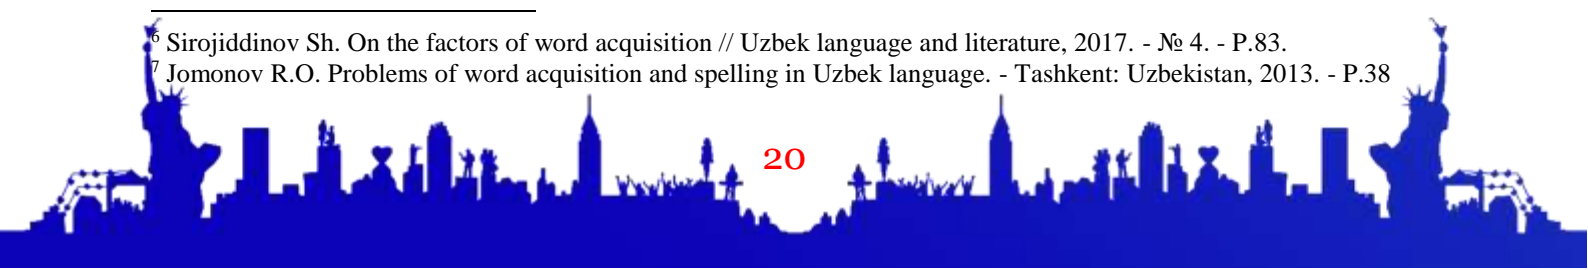 6 Sirojiddinov Sh. On the factors of word acquisition // Uzbek language and literature, 2017. - № 4. - P.83.
7 Jomonov R.O. Problems of word acquisition and spelling in Uzbek language. - Tashkent: Uzbekistan, 2013. - P.38
20